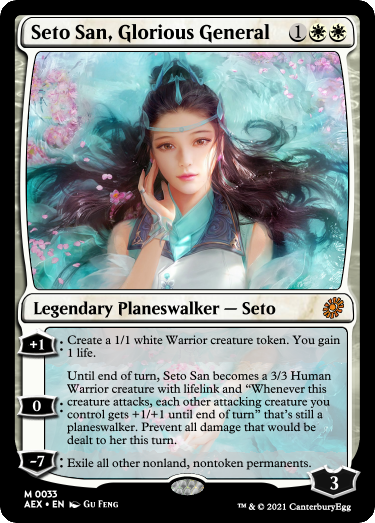 Seto San, Glorious General 1
Legendary Planeswalker — Seto
+1: Create a 1/1 white Warrior creature token. You gain
1 life.
Until end of turn, Seto San becomes a 3/3 Human
Warrior creature with lifelink and “Whenever this
creature attacks, each other attacking creature you
0: control gets +1/+1 until end of turn” that’s still a
planeswalker. Prevent all damage that would be
dealt to her this turn.
-7: Exile all other nonland, nontoken permanents.
3
M 0033
AEX • EN Gu Feng
™ & © 2021 CanterburyEgg